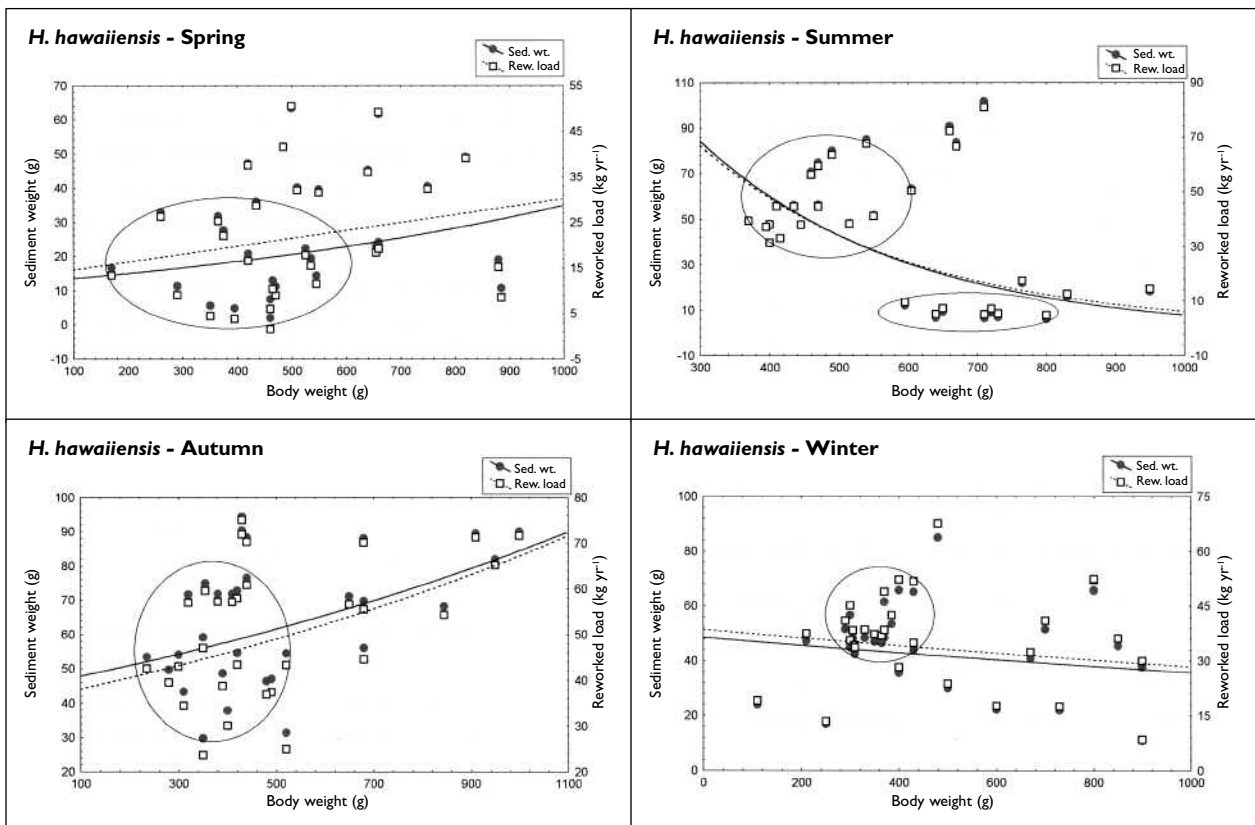 H. hawaiiensis - Spring
Sed. wt.
Rew. load
70
60
50
40
30
20
10
0
-10
Sediment weight (g)
55
45
35
25
15
5
-5
Reworked load (kg yr⁻¹)
100 200 300 400 500 600 700 800 900 1000
Body weight (g)
H. hawaiiensis - Summer
Sed. wt.
Rew. load
110
90
70
50
30
10
-10
Sediment weight (g)
90
70
50
30
10
-10
Reworked load (kg yr⁻¹)
300 400 500 600 700 800 900 1000
Body weight (g)
H. hawaiiensis - Autumn
Sed. wt.
Rew. load
100
90
80
70
60
50
40
30
20
Sediment weight (g)
80
70
60
50
40
30
20
Reworked load (kg yr⁻¹)
100 300 500 700 900 1100
Body weight (g)
H. hawaiiensis - Winter
Sed. wt.
Rew. load
100
80
60
40
20
0
Sediment weight (g)
75
60
45
30
15
0
Reworked load (kg yr⁻¹)
0 200 400 600 800 1000
Body weight (g)